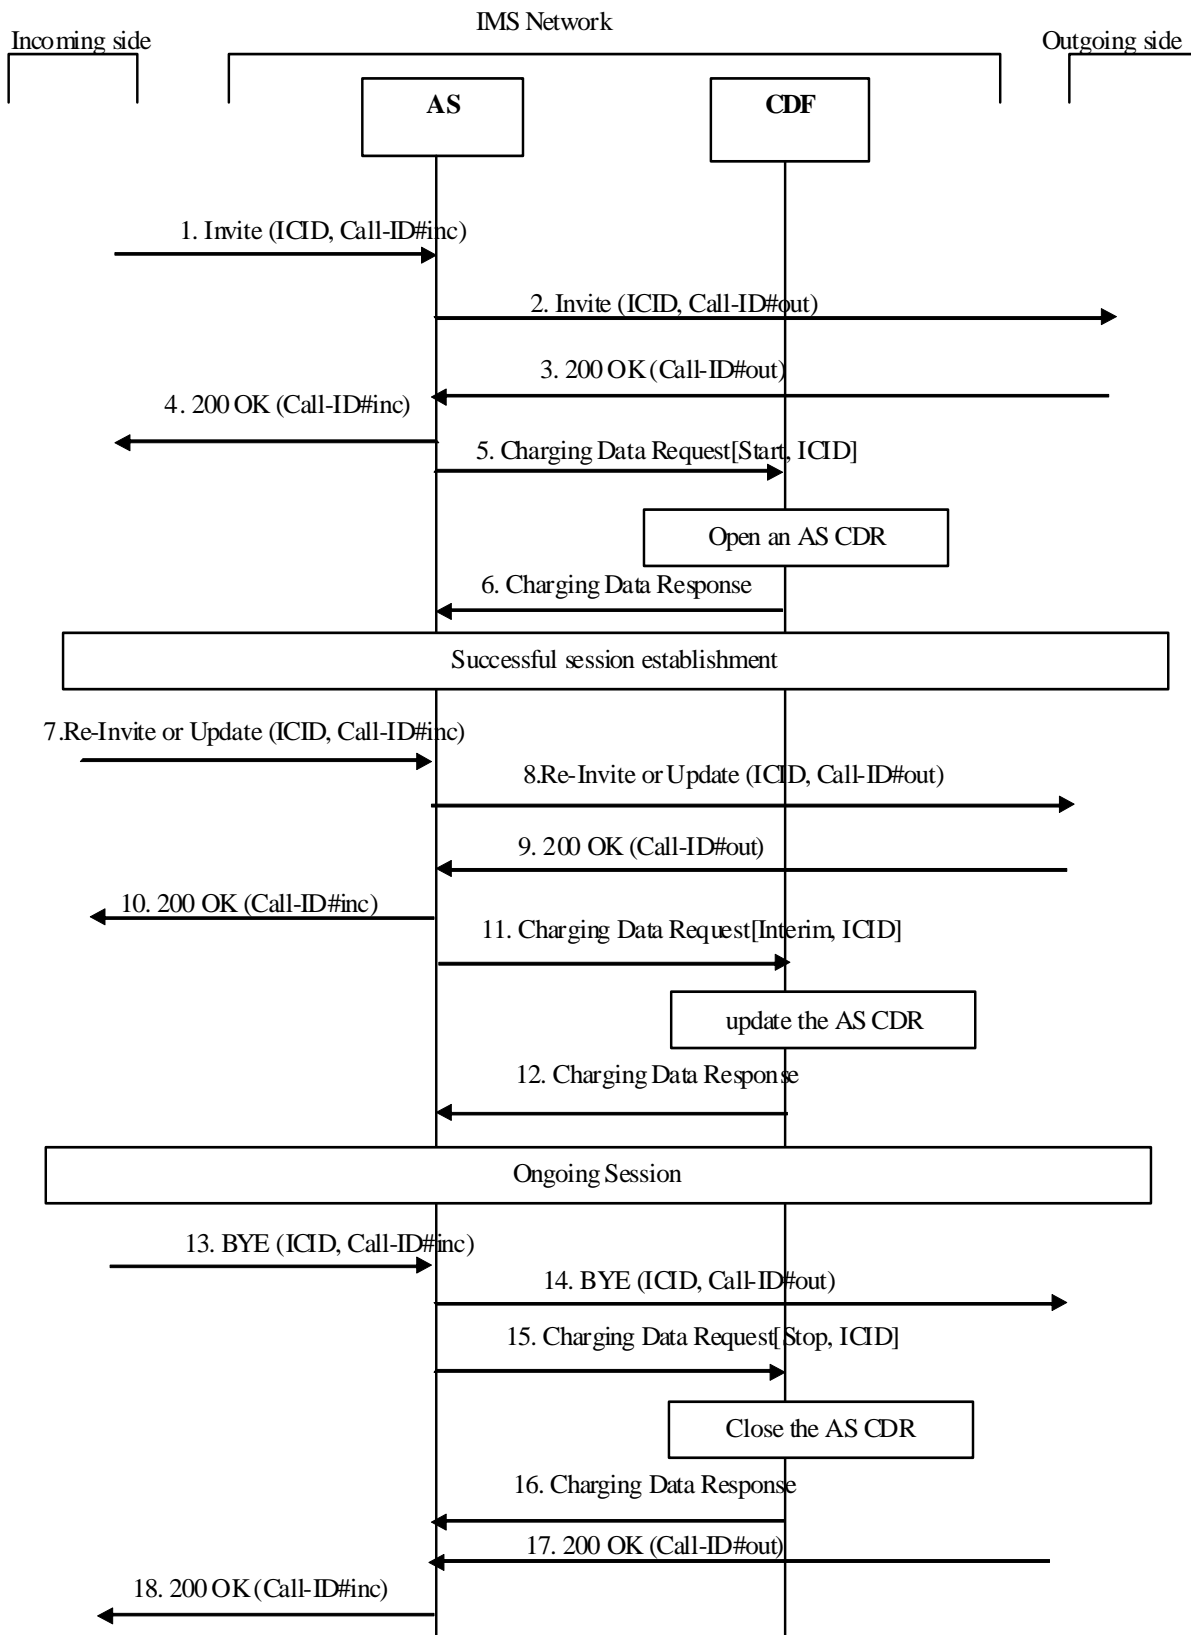 IMS Network
Incoming side
Outgoing side
AS
CDF
1. Invite (ICID, Call-ID#inc)
2. Invite (ICID, Call-ID#out)
3. 200 OK (Call-ID#out)
4. 200 OK (Call-ID#inc)
5. Charging Data Request[Start, ICID]
Open an AS CDR
6. Charging Data Response
Successful session establishment
7.Re-Invite or Update (ICID, Call-ID#inc)
8.Re-Invite or Update (ICID, Call-ID#out)
9. 200 OK (Call-ID#out)
10. 200 OK (Call-ID#inc)
11. Charging Data Request[Interim, ICID]
update the AS CDR
12. Charging Data Response
Ongoing Session
13. BYE (ICID, Call-ID#inc)
14. BYE (ICID, Call-ID#out)
15. Charging Data Request[Stop, ICID]
Close the AS CDR
16. Charging Data Response
17. 200 OK (Call-ID#out)
18. 200 OK (Call-ID#inc)